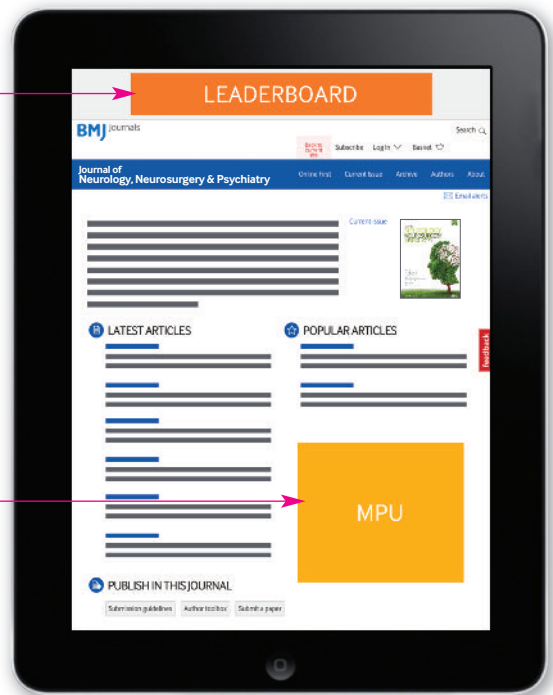 LEADERBOARD
BMJ Journals
Search
Subscribe Log In Basket
Journal of
Neurology, Neurosurgery & Psychiatry
Online First Current Issue Archive Authors About
Email alerts
Current issue
NEUROLOGY
NEUROSURGERY
LATEST ARTICLES
POPULAR ARTICLES
feedback
MPU
PUBLISH IN THIS JOURNAL
Submission guidelines Author toolbox Submit a paper